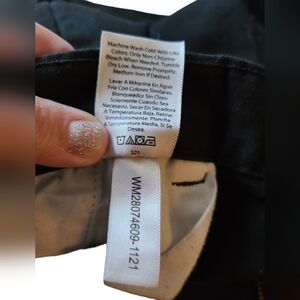 Machine Wash Cold With Like
Colors, Only Non-Chlorine
Bleach When Needed. Tumble
Dry Low. Remove Promptly.
Medium Iron If Desired.
Lavar A Máquina En Agua
Fria Con Colores Similares.
Blanqueador Sin Cloro
Solamente Cuando Sea
Necesario. Secar En Secadora
A Temperatura Baja, Retirar
Inmediatamente. Planchar
A Temperatura Media, Si Se
Desea.
S21
WM28074609-1121